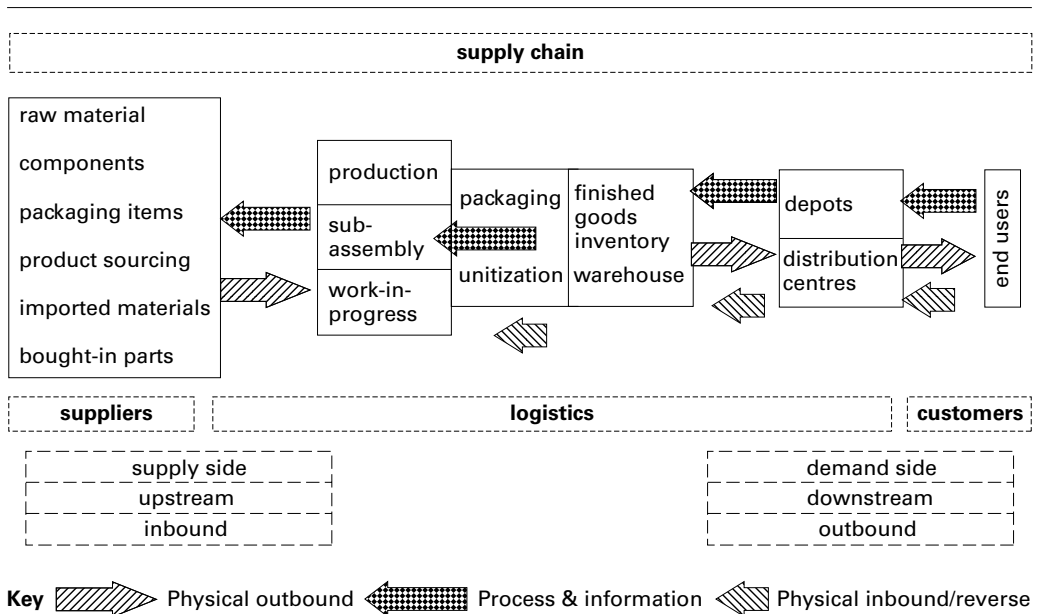 supply chain
raw material
components
packaging items
product sourcing
imported materials
bought-in parts
production
sub-
assembly
work-in-
progress
packaging
unitization
finished
goods
inventory
warehouse
depots
distribution
centres
end users
suppliers
logistics
customers
supply side
upstream
inbound
demand side
downstream
outbound
Key Physical outbound Process & information Physical inbound/reverse